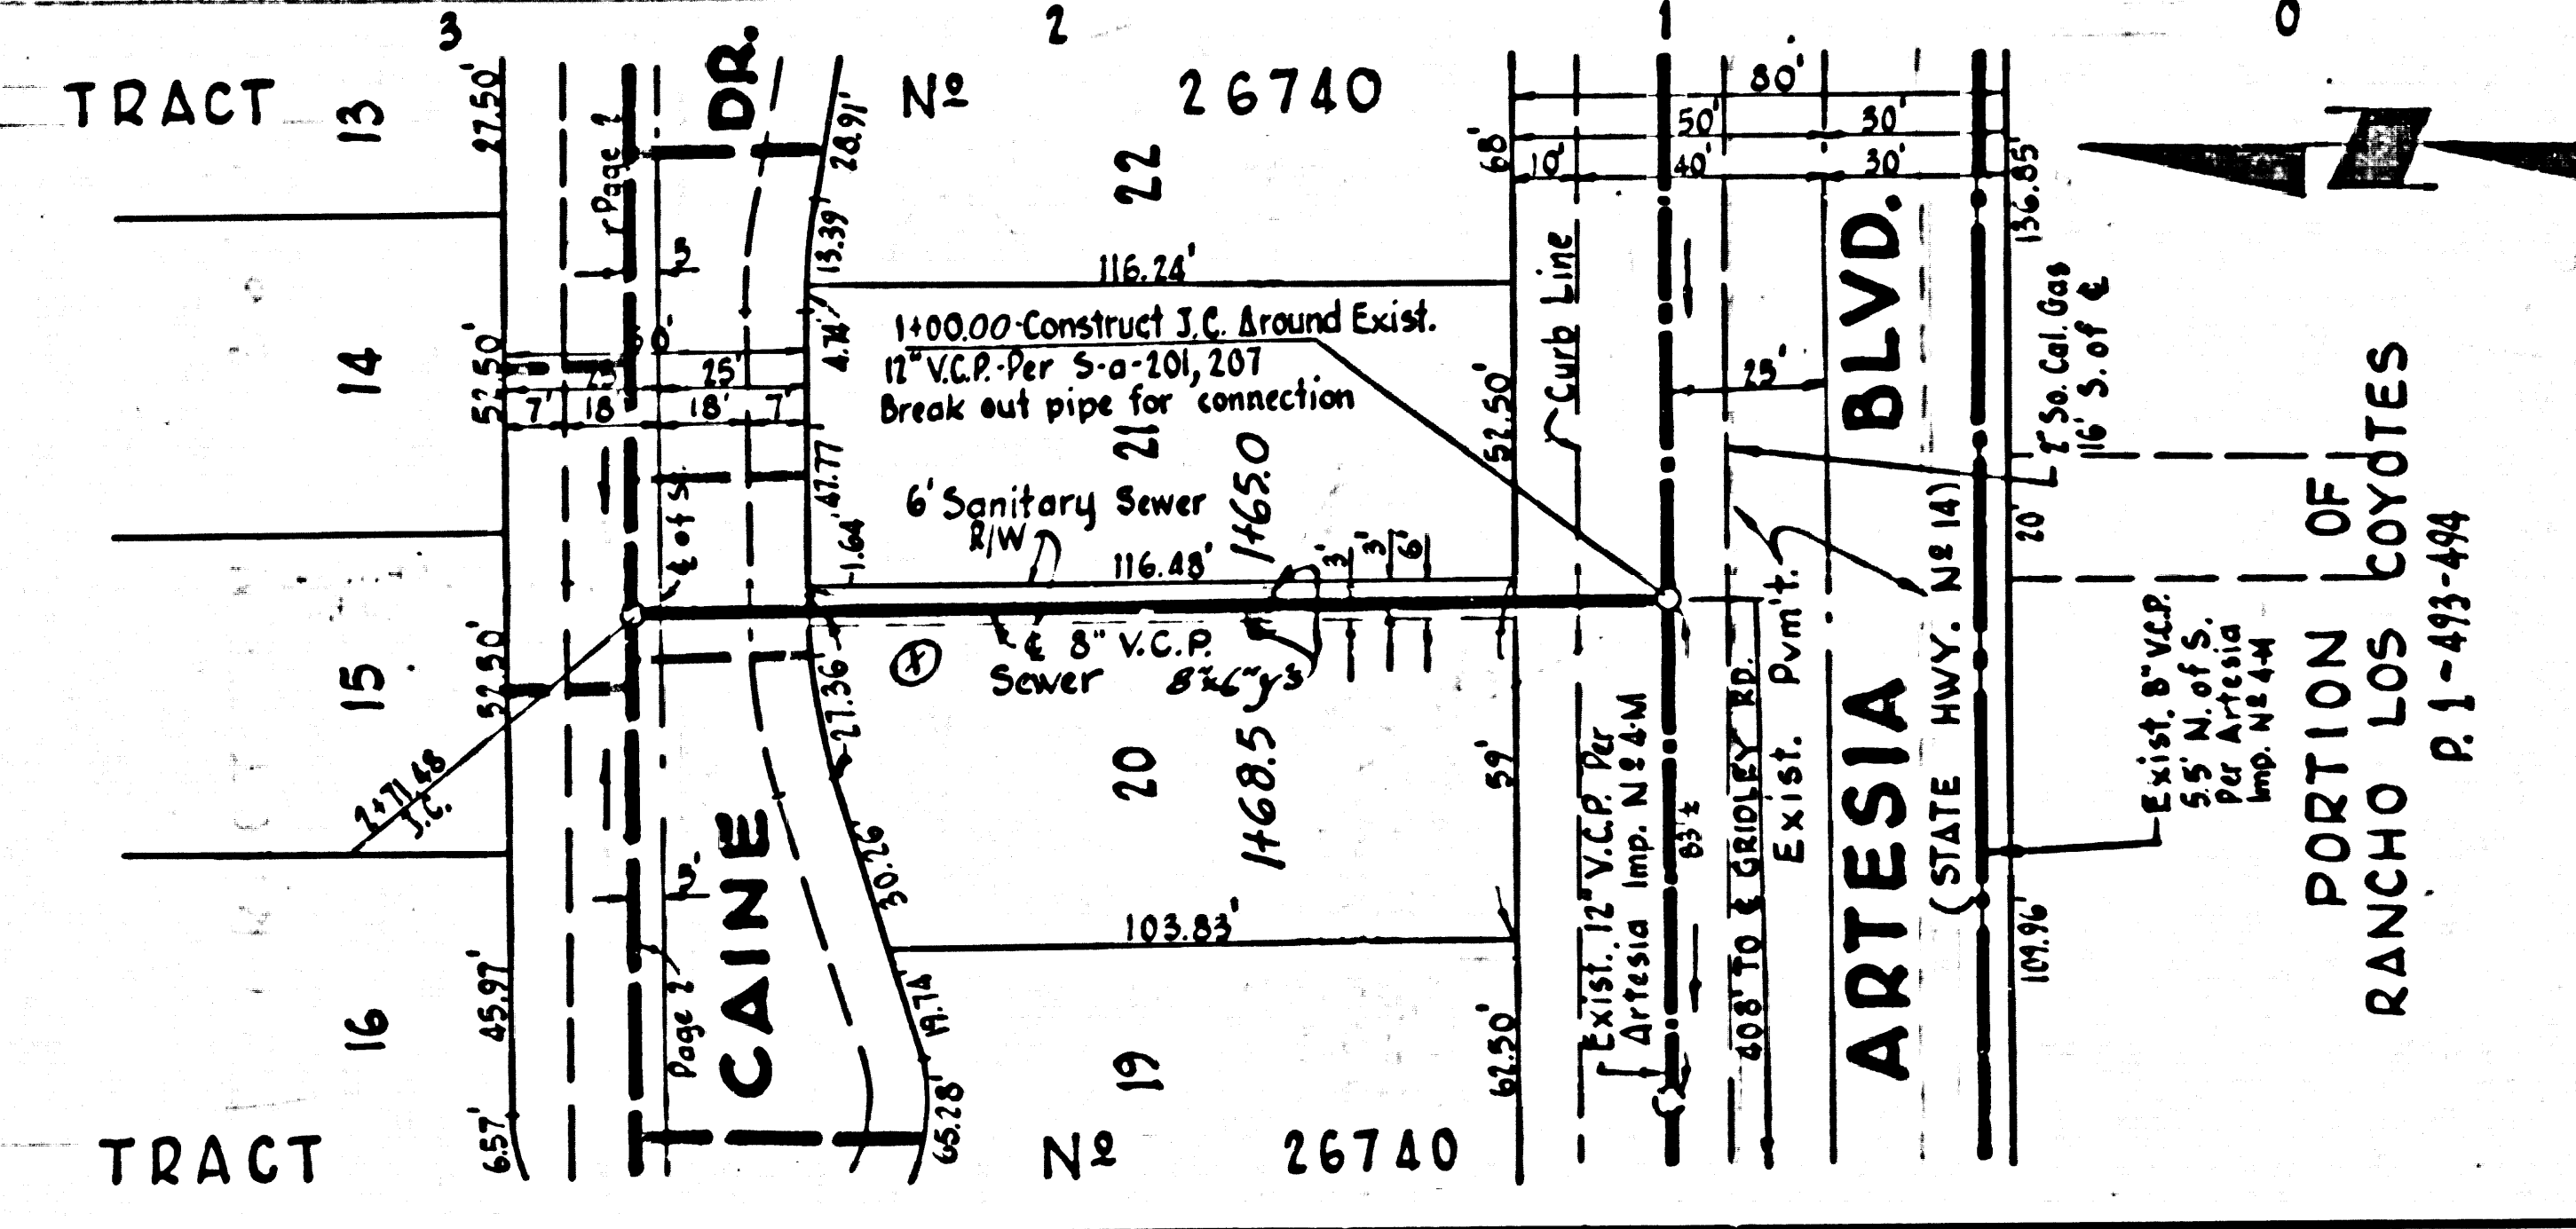 3
2
1
0
TRACT
Nº
26740
13
14
15
16
22
21
20
19
27.50'
52.50'
52.50'
45.97'
6.57'
Page 2
DR.
CAINE
28.91'
13.39'
4.74'
47.77
1.64'
27.36
30.26'
19.74'
65.28'
5'
25'
25'
7'
18'
18'
7'
℄ of St.
116.24'
1+00.00-Construct J.C. Around Exist.
12" V.C.P.-Per S-a-201, 207
Break out pipe for connection
6' Sanitary Sewer
R/W
116.48'
1+65.0
3'
3'
6'
℄ 8" V.C.P.
Sewer
8"x6" Y's
1+68.5
103.83'
2+71.48
J.C.
5'
Page 2
68'
52.50'
59'
62.50'
80'
50'
30'
10'
40'
30'
Curb Line
25'
Exist. 12" V.C.P. Per
Artesia Imp. Nº 4-M
83'±
408' TO ℄ GRIDLEY RD.
Exist. Pvm't.
ARTESIA BLVD.
(STATE HWY. Nº 14)
136.85'
20'
109.96'
2" So. Cal. Gas
16' S. of ℄
Exist. 8" V.C.P.
5.5' N. of S.
Per Artesia
Imp. Nº 4-M
PORTION OF
RANCHO LOS COYOTES
P. 1-493-494
TRACT
Nº
26740